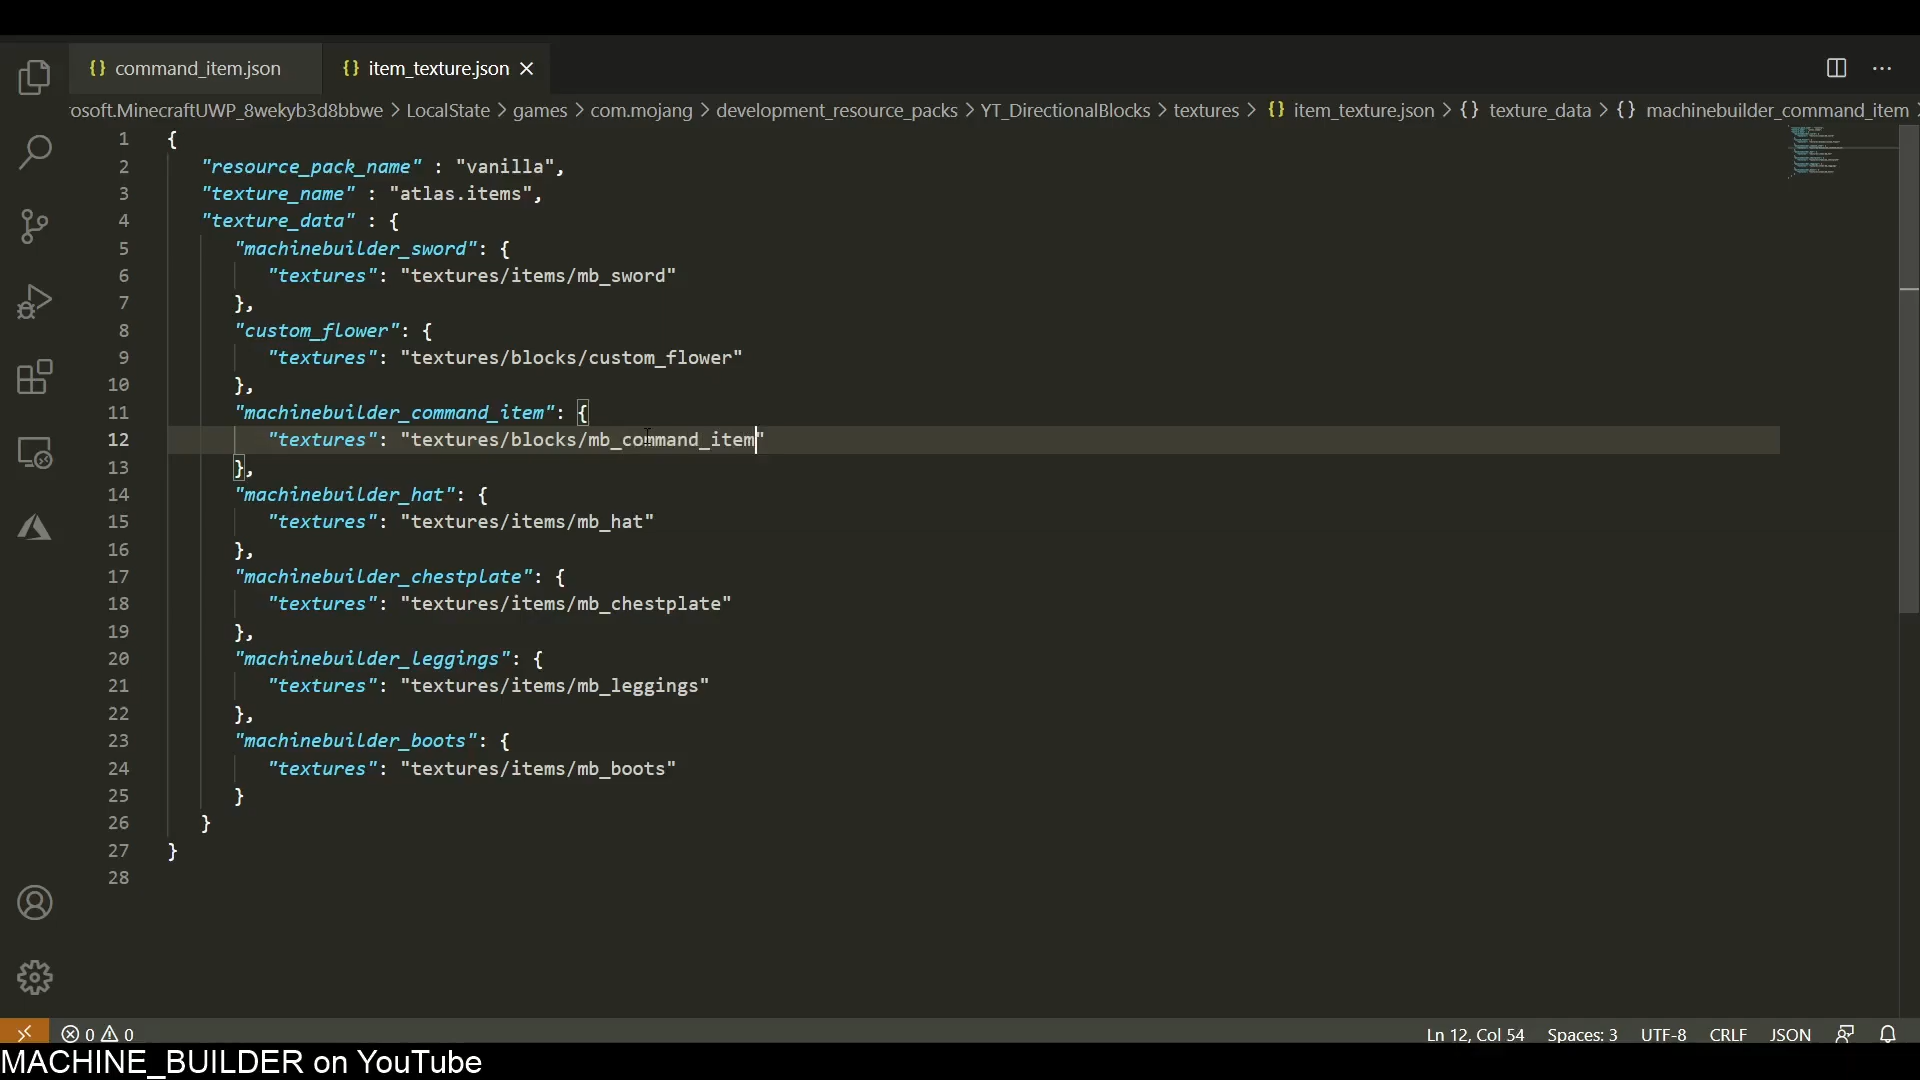 {} command_item.json
{} item_texture.json
rosoft.MinecraftUWP_8wekyb3d8bbwe > LocalState > games > com.mojang > development_resource_packs > YT_DirectionalBlocks > textures > {} item_texture.json > {} texture_data > {} machinebuilder_command_item >
1 {
2 "resource_pack_name" : "vanilla",
3 "texture_name" : "atlas.items",
4 "texture_data" : {
5 "machinebuilder_sword": {
6 "textures": "textures/items/mb_sword"
7 },
8 "custom_flower": {
9 "textures": "textures/blocks/custom_flower"
10 },
11 "machinebuilder_command_item": {
12 "textures": "textures/blocks/mb_command_item"
13 },
14 "machinebuilder_hat": {
15 "textures": "textures/items/mb_hat"
16 },
17 "machinebuilder_chestplate": {
18 "textures": "textures/items/mb_chestplate"
19 },
20 "machinebuilder_leggings": {
21 "textures": "textures/items/mb_leggings"
22 },
23 "machinebuilder_boots": {
24 "textures": "textures/items/mb_boots"
25 }
26 }
27 }
28
0 0 Ln 12, Col 54 Spaces: 3 UTF-8 CRLF JSON
MACHINE_BUILDER on YouTube